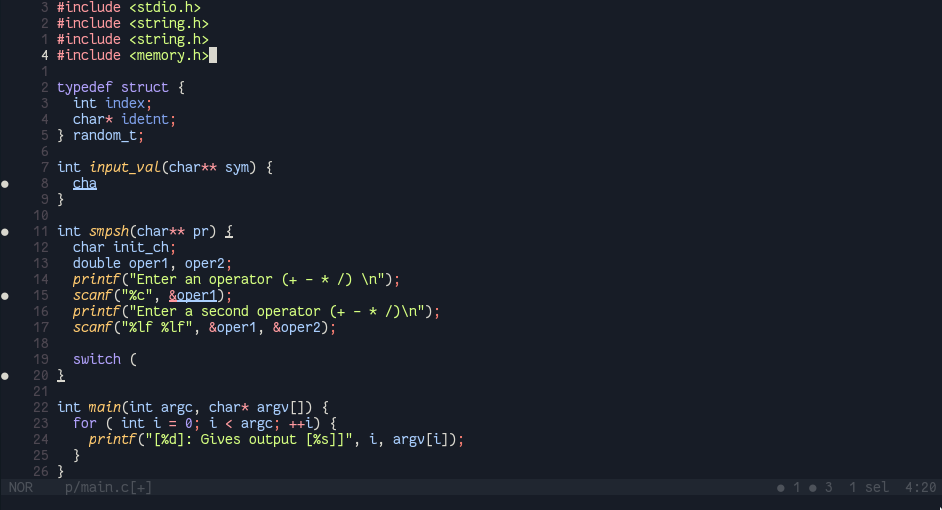 3 #include <stdio.h>
2 #include <string.h>
1 #include <string.h>
4 #include <memory.h>
1
2 typedef struct {
3   int index;
4   char* idetnt;
5 } random_t;
6
7 int input_val(char** sym) {
● 8   cha
9 }
10
● 11 int smpsh(char** pr) {
12   char init_ch;
13   double oper1, oper2;
14   printf("Enter an operator (+ - * /) \n");
● 15   scanf("%c", &oper1);
16   printf("Enter a second operator (+ - * /)\n");
17   scanf("%lf %lf", &oper1, &oper2);
18
19   switch (
● 20 }
21
22 int main(int argc, char* argv[]) {
23   for ( int i = 0; i < argc; ++i) {
24     printf("[%d]: Gives output [%s]]", i, argv[i]);
25   }
26 }
NOR p/main.c[+] ● 1 ● 3 1 sel 4:20